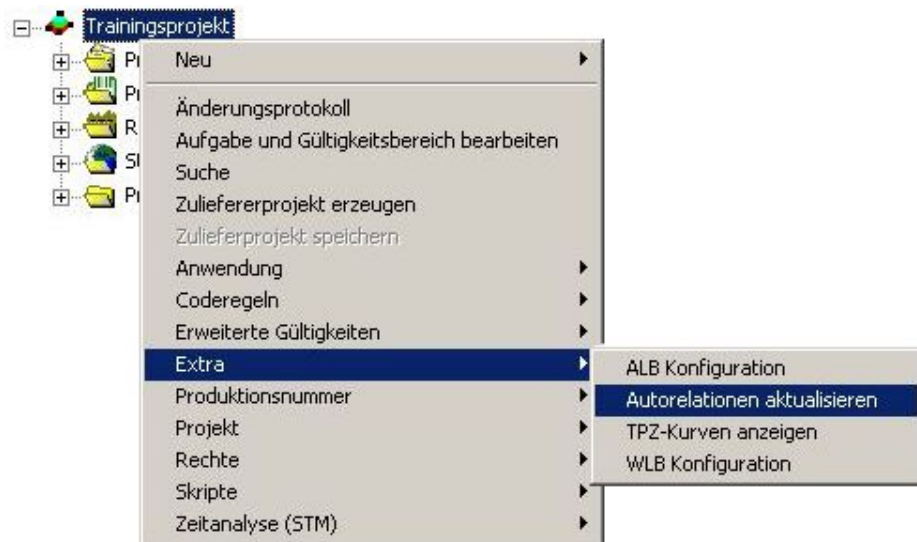 Trainingsprojekt
Neu
Änderungsprotokoll
Aufgabe und Gültigkeitsbereich bearbeiten
Suche
Zuliefererprojekt erzeugen
Zulieferprojekt speichern
Anwendung
Coderegeln
Erweiterte Gültigkeiten
Extra
Produktionsnummer
Projekt
Rechte
Skripte
Zeitanalyse (STM)
ALB Konfiguration
Autorelationen aktualisieren
TPZ-Kurven anzeigen
WLB Konfiguration